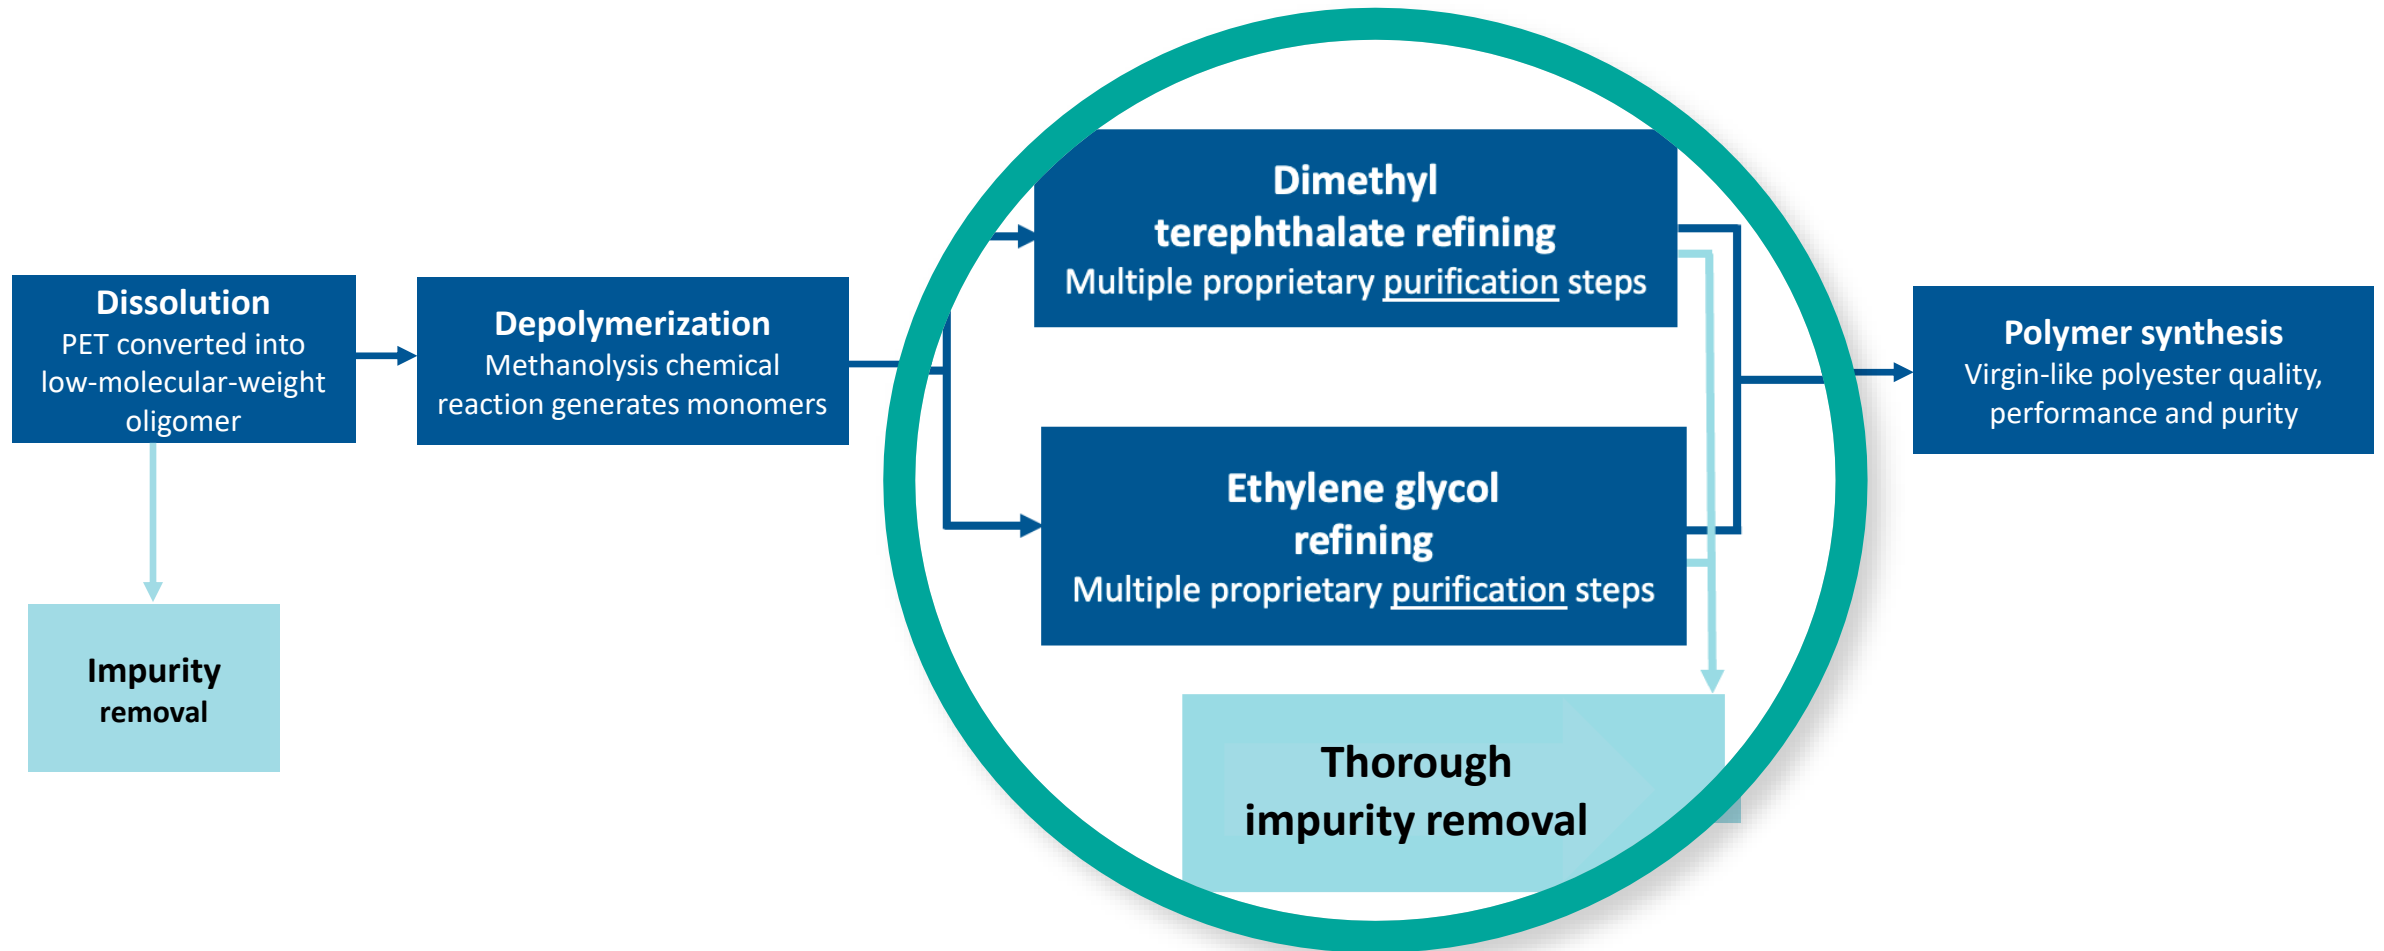 Dissolution
PET converted into
low-molecular-weight
oligomer
Impurity
removal
Depolymerization
Methanolysis chemical
reaction generates monomers
Dimethyl
terephthalate refining
Multiple proprietary purification steps
Ethylene glycol
refining
Multiple proprietary purification steps
Thorough
impurity removal
Polymer synthesis
Virgin-like polyester quality,
performance and purity